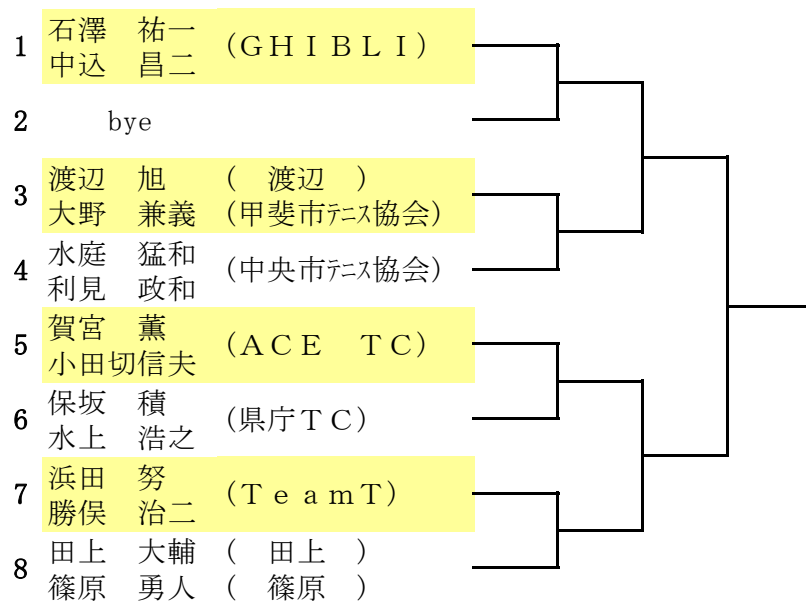 1 石澤　祐一 (ＧＨＩＢＬＩ)
中込　昌二
2 bye
3 渡辺　旭 (　渡辺　)
大野　兼義 (甲斐市ﾃﾆｽ協会)
4 水庭　猛和 (中央市ﾃﾆｽ協会)
利見　政和
5 賀宮　薫 (ＡＣＥ　ＴＣ)
小田切信夫
6 保坂　積 (県庁ＴＣ)
水上　浩之
7 浜田　努 (ＴｅａｍＴ)
勝俣　治二
8 田上　大輔 (　田上　)
篠原　勇人 (　篠原　)